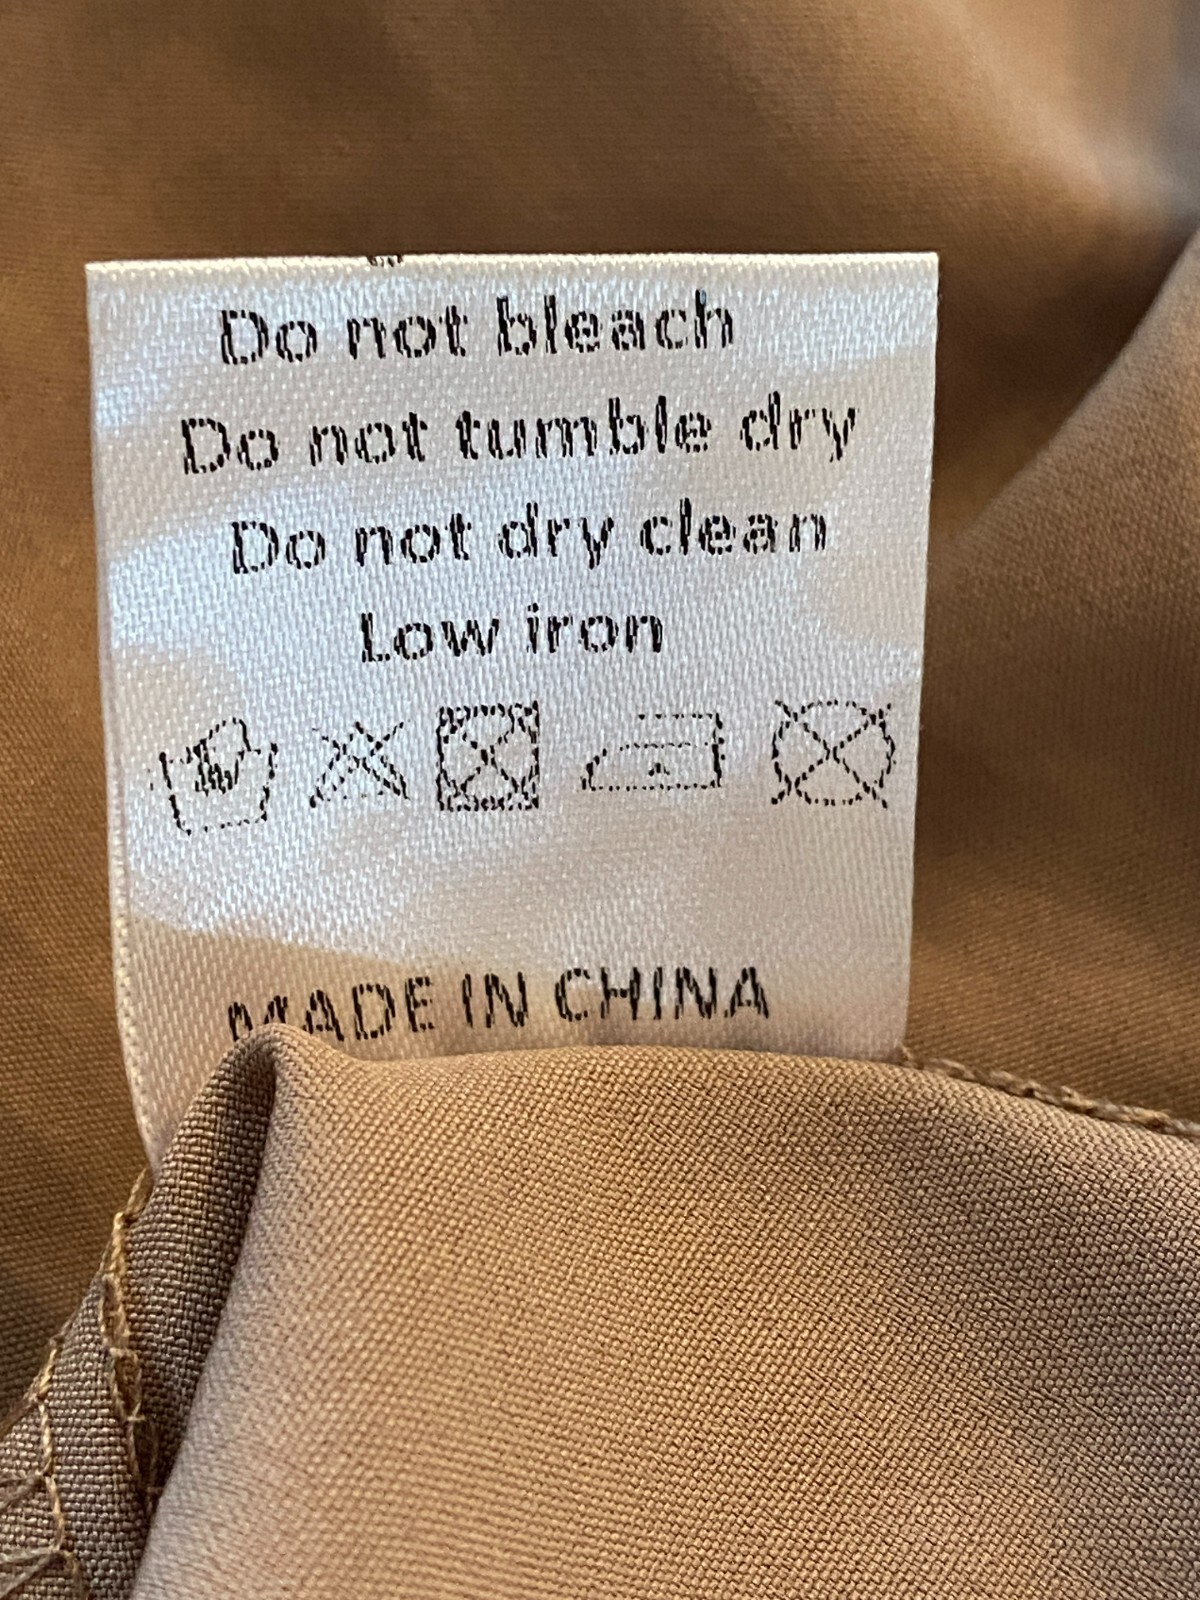 Do not bleach
Do not tumble dry
Do not dry clean
Low iron
MADE IN CHINA